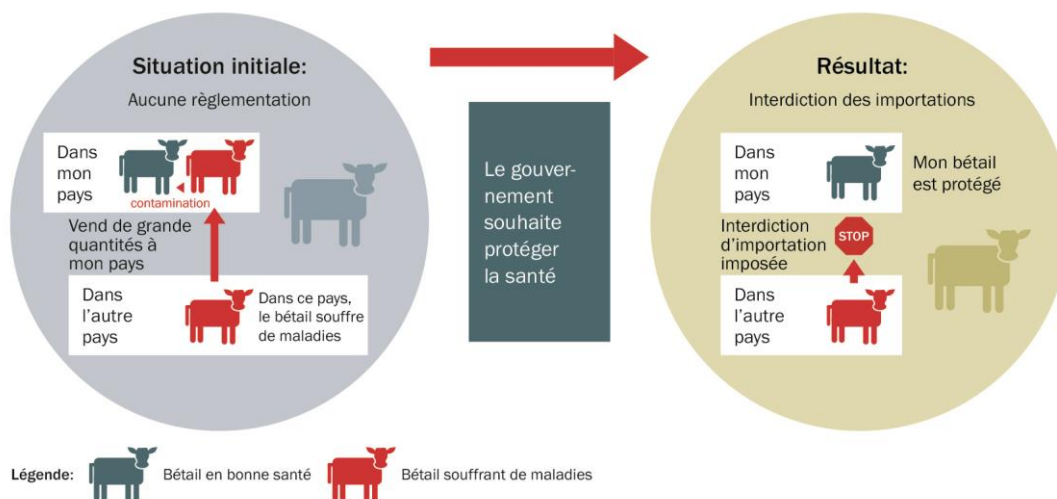 Situation initiale:
Aucune règlementation
Dans
mon
pays
contamination
Vend de grande
quantités à
mon pays
Dans
l'autre
pays
Dans ce pays,
le bétail souffre
de maladies
Le gouver-
nement
souhaite
protéger
la santé
Résultat:
Interdiction des importations
Dans
mon
pays
Mon bétail
est protégé
Interdiction
d'importation
imposée
STOP
Dans
l'autre
pays
Légende:
Bétail en bonne santé
Bétail souffrant de maladies